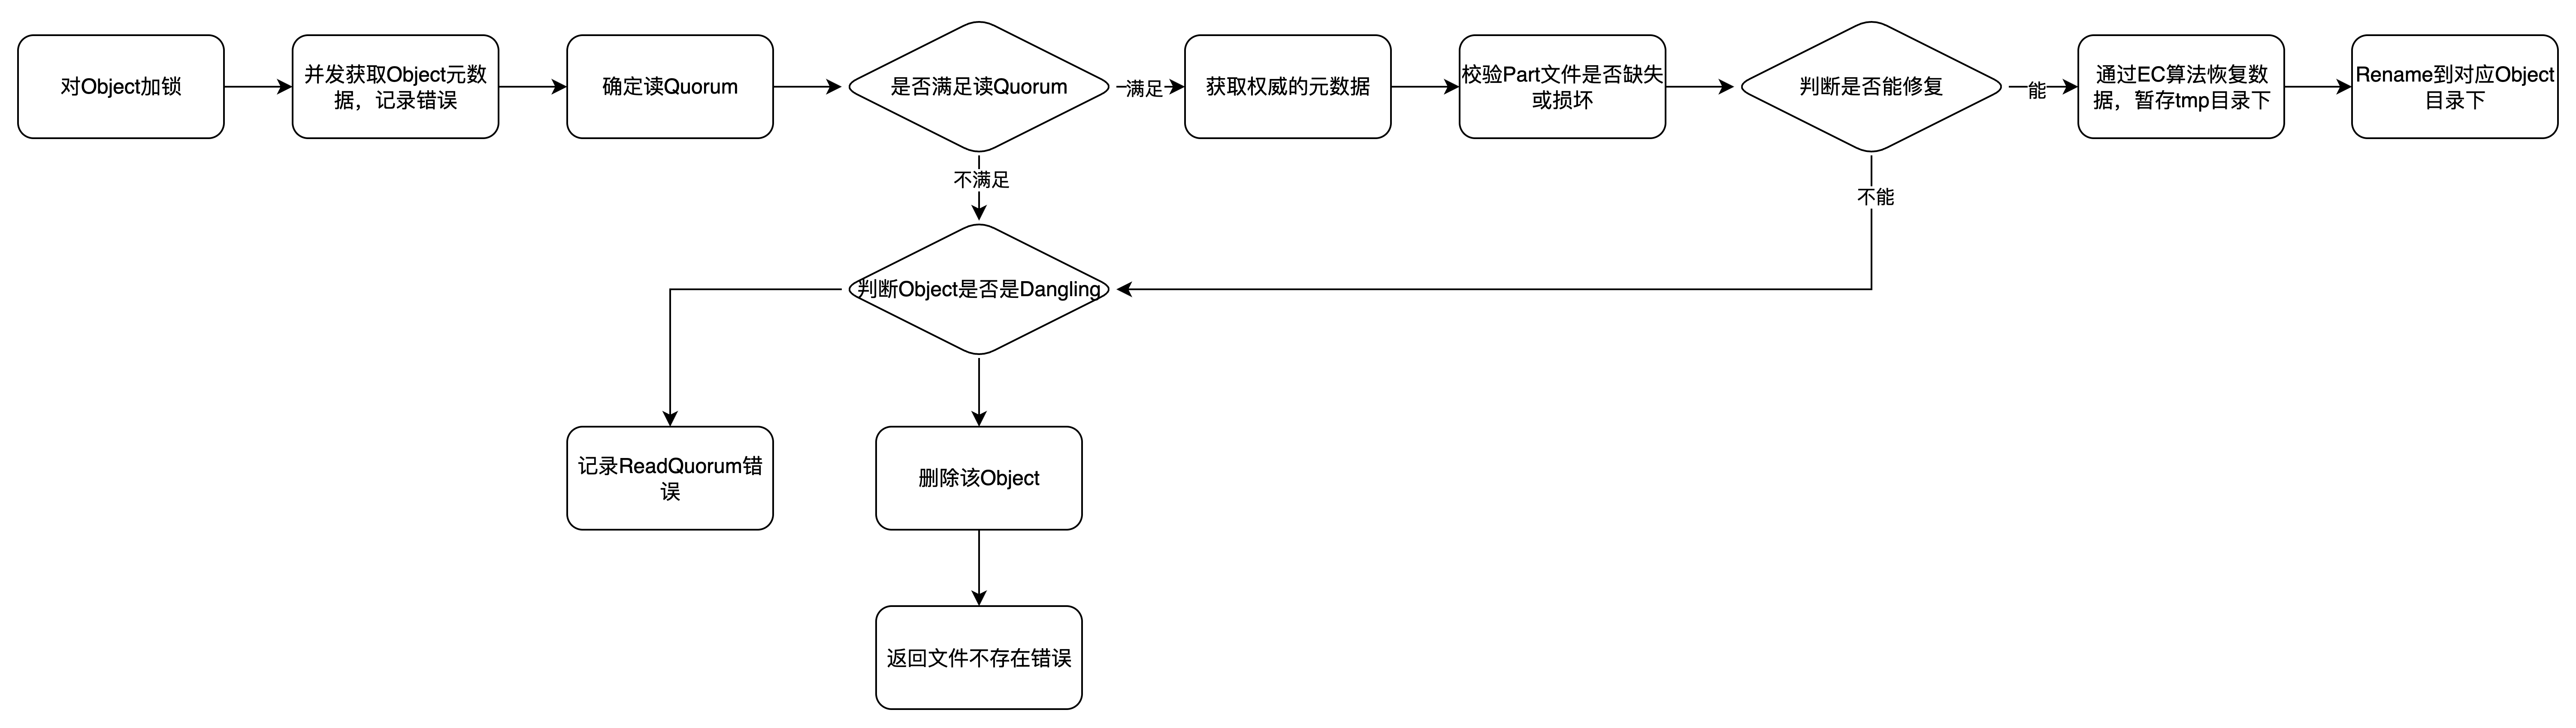 对Object加锁
并发获取Object元数
据，记录错误
确定读Quorum
是否满足读Quorum
满足
获取权威的元数据
校验Part文件是否缺失
或损坏
判断是否能修复
能
通过EC算法恢复数
据，暂存tmp目录下
Rename到对应Object
目录下
不满足
不能
判断Object是否是Dangling
记录ReadQuorum错
误
删除该Object
返回文件不存在错误